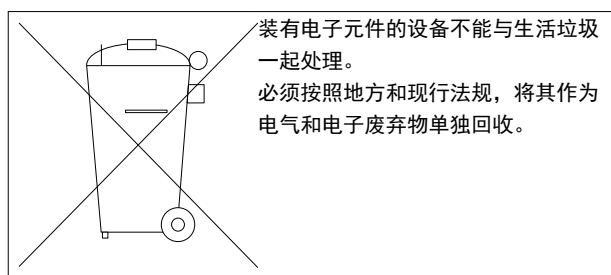 装有电子元件的设备不能与生活垃圾
一起处理。
必须按照地方和现行法规，将其作为
电气和电子废弃物单独回收。